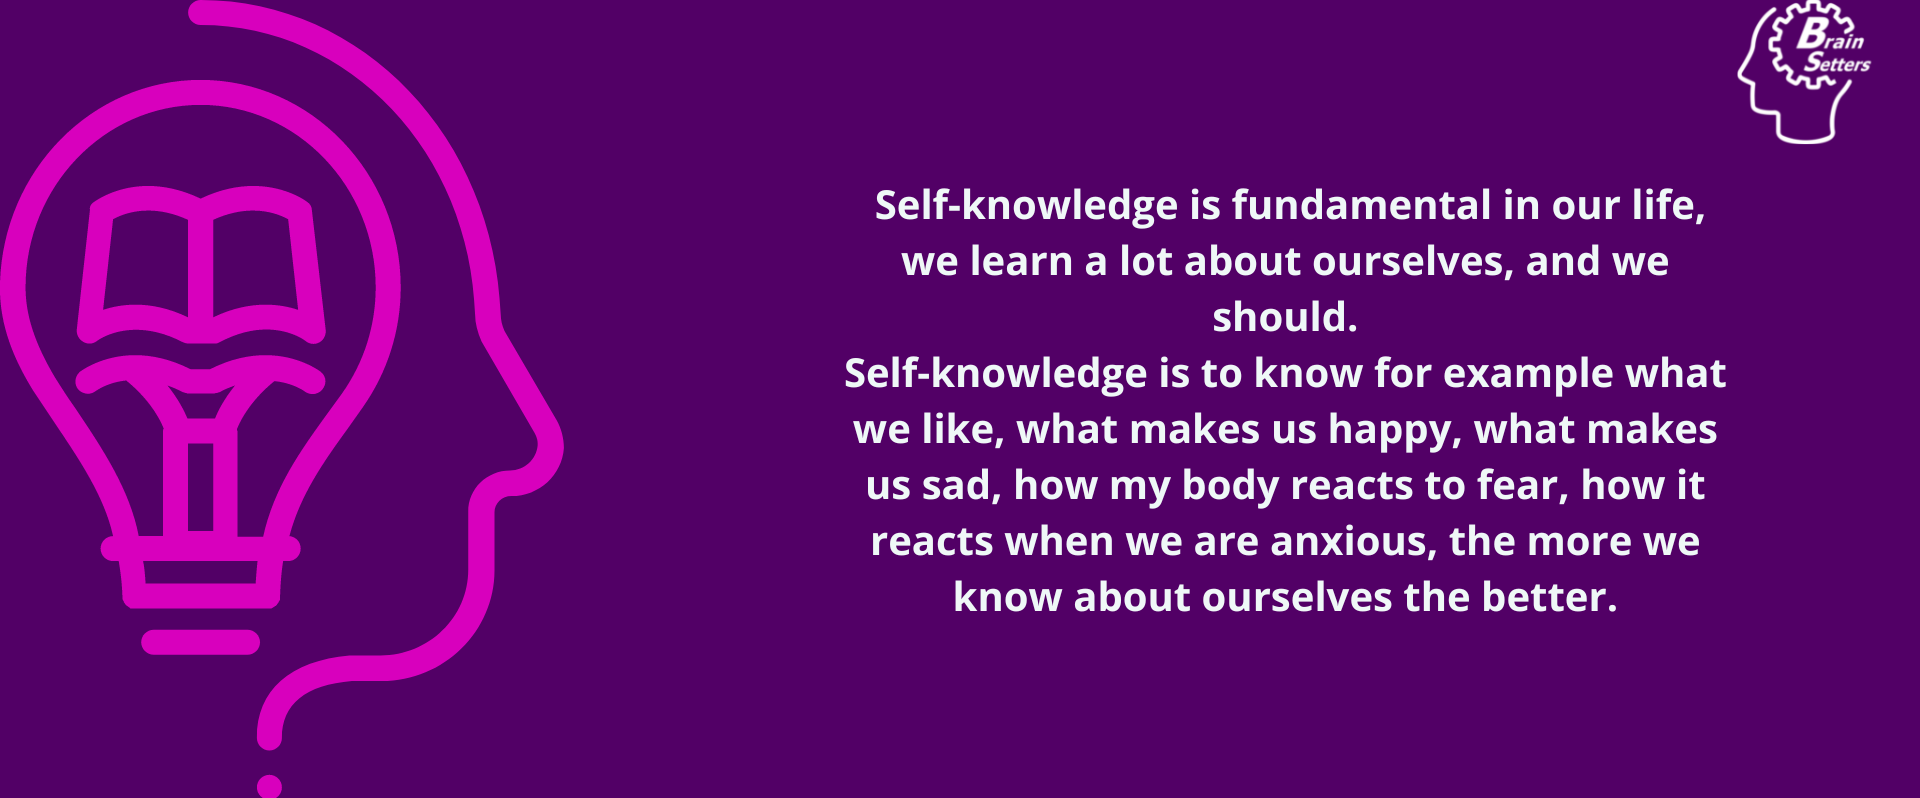 Brain
Setters
Self-knowledge is fundamental in our life,
we learn a lot about ourselves, and we
should.
Self-knowledge is to know for example what
we like, what makes us happy, what makes
us sad, how my body reacts to fear, how it
reacts when we are anxious, the more we
know about ourselves the better.